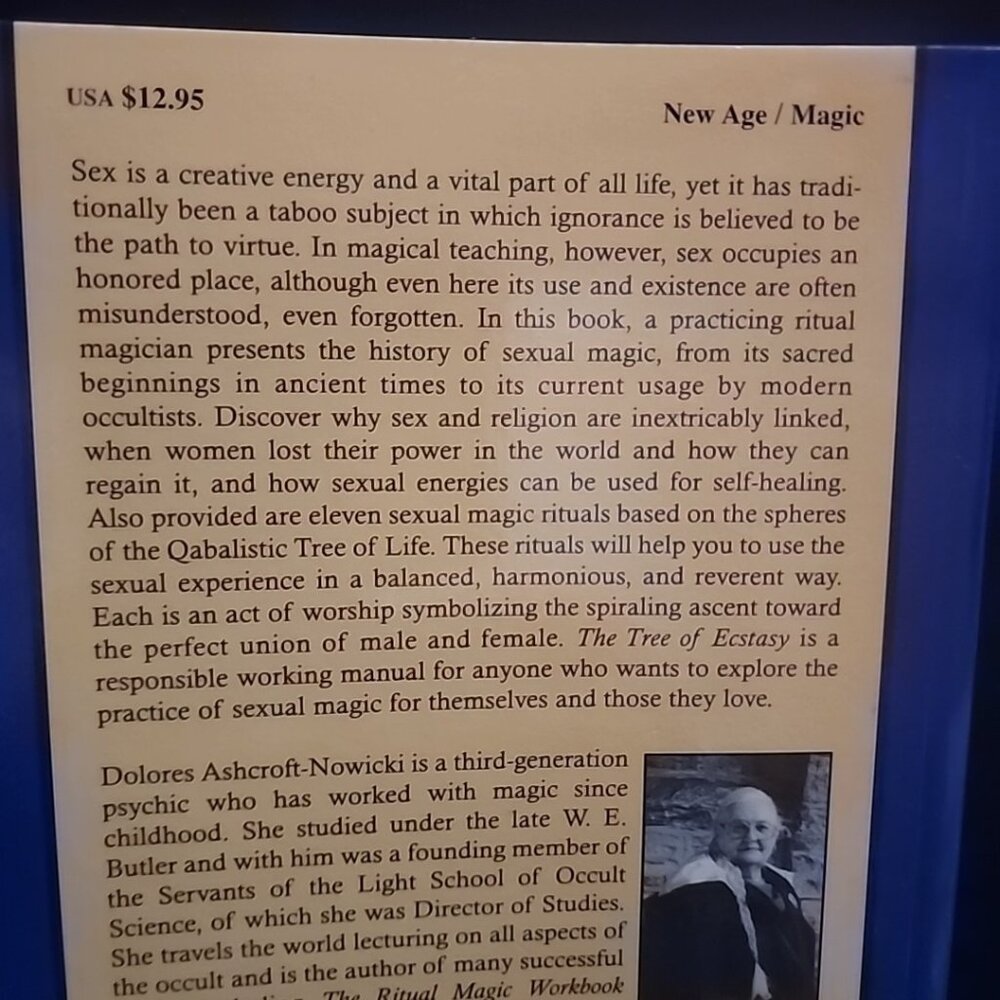 USA $12.95
New Age / Magic
Sex is a creative energy and a vital part of all life, yet it has tradi-
tionally been a taboo subject in which ignorance is believed to be
the path to virtue. In magical teaching, however, sex occupies an
honored place, although even here its use and existence are often
misunderstood, even forgotten. In this book, a practicing ritual
magician presents the history of sexual magic, from its sacred
beginnings in ancient times to its current usage by modern
occultists. Discover why sex and religion are inextricably linked,
when women lost their power in the world and how they can
regain it, and how sexual energies can be used for self-healing.
Also provided are eleven sexual magic rituals based on the spheres
of the Qabalistic Tree of Life. These rituals will help you to use the
sexual experience in a balanced, harmonious, and reverent way.
Each is an act of worship symbolizing the spiraling ascent toward
the perfect union of male and female. The Tree of Ecstasy is a
responsible working manual for anyone who wants to explore the
practice of sexual magic for themselves and those they love.
Dolores Ashcroft-Nowicki is a third-generation
psychic who has worked with magic since
childhood. She studied under the late W. E.
Butler and with him was a founding member of
the Servants of the Light School of Occult
Science, of which she was Director of Studies.
She travels the world lecturing on all aspects of
the occult and is the author of many successful
The Ritual Magic Workbook